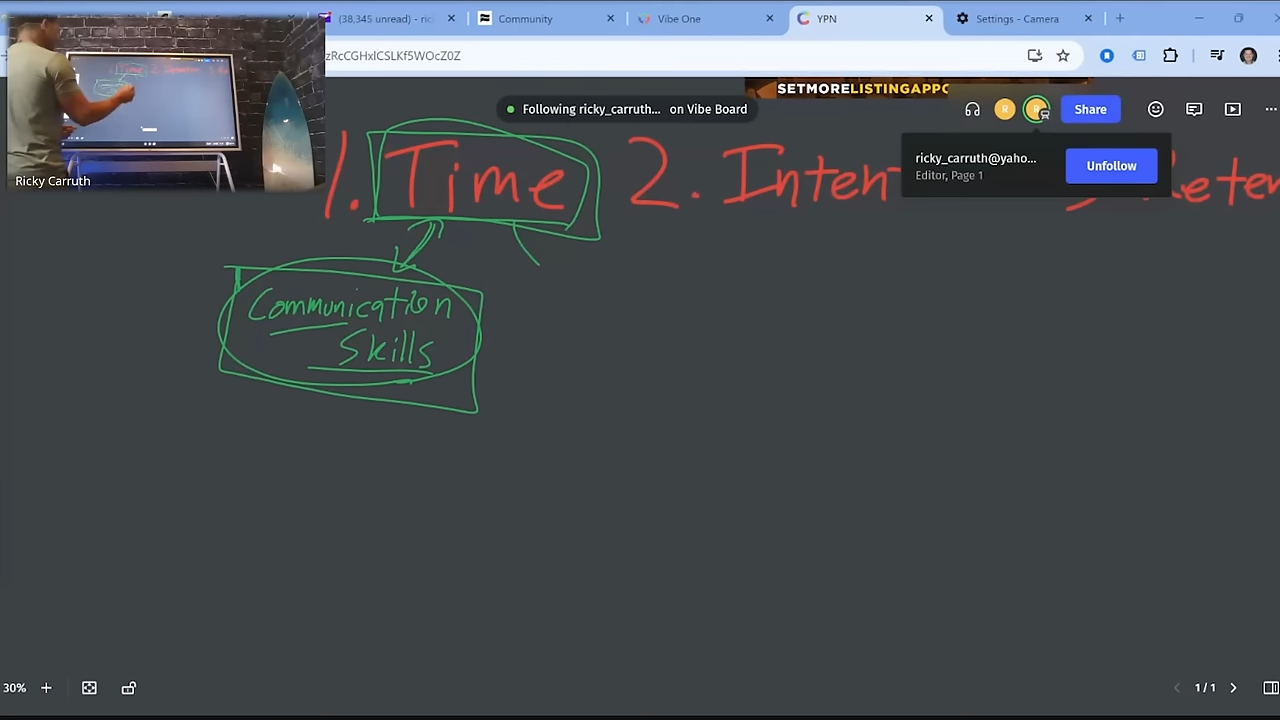 (38,345 unread) - ric
Community
Vibe One
YPN
Settings - Camera
zRcCGHxICSLKf5WOcZ0Z
SETMORELISTINGAPPO
Following ricky_carruth... on Vibe Board
Share
ricky_carruth@yaho...
Editor, Page 1
Unfollow
Ricky Carruth
1. Time 2. Inten
Communication
Skills
30%
1/1